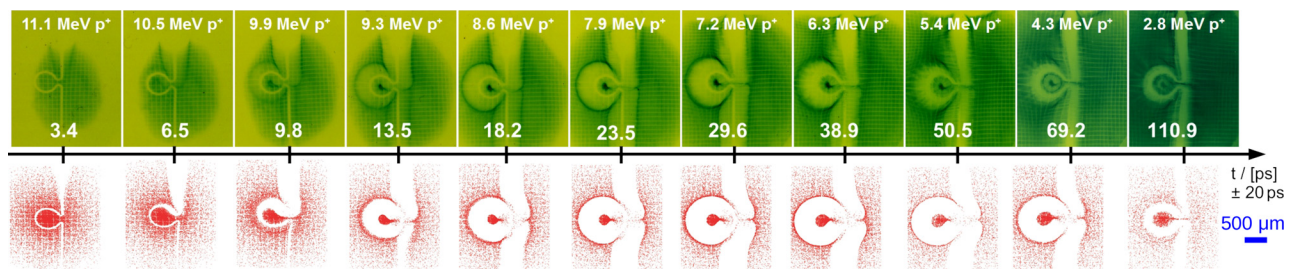 11.1 MeV p⁺ 10.5 MeV p⁺ 9.9 MeV p⁺ 9.3 MeV p⁺ 8.6 MeV p⁺ 7.9 MeV p⁺ 7.2 MeV p⁺ 6.3 MeV p⁺ 5.4 MeV p⁺ 4.3 MeV p⁺ 2.8 MeV p⁺
3.4 6.5 9.8 13.5 18.2 23.5 29.6 38.9 50.5 69.2 110.9
t / [ps]
± 20 ps
500 µm